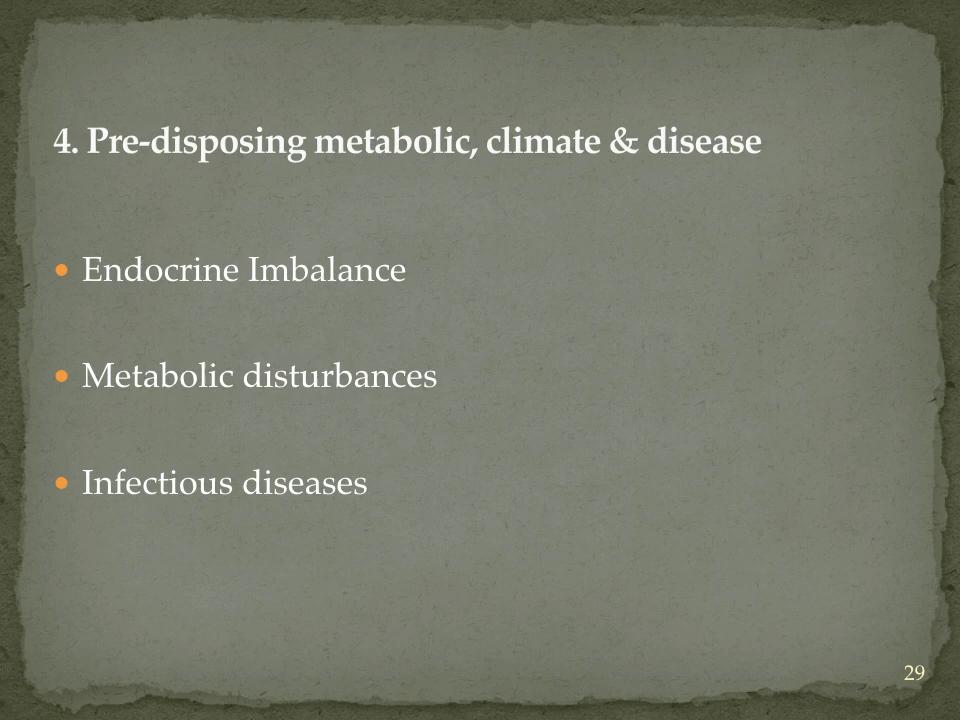 4. Pre-disposing metabolic, climate & disease
• Endocrine Imbalance
• Metabolic disturbances
• Infectious diseases
29